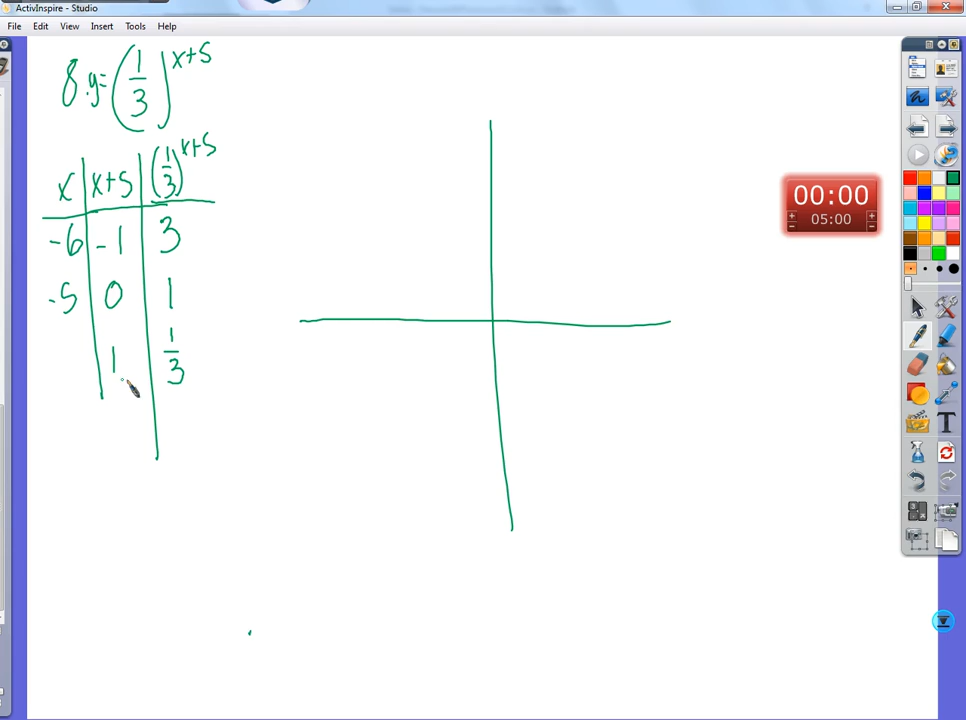 ActivInspire - Studio
File Edit View Insert Tools Help
8. y = (1/3)^x+5
x | x+5 | (1/3)^x+5
-6 | -1 | 3
-5 | 0 | 1
1 | 1/3
00:00
05:00